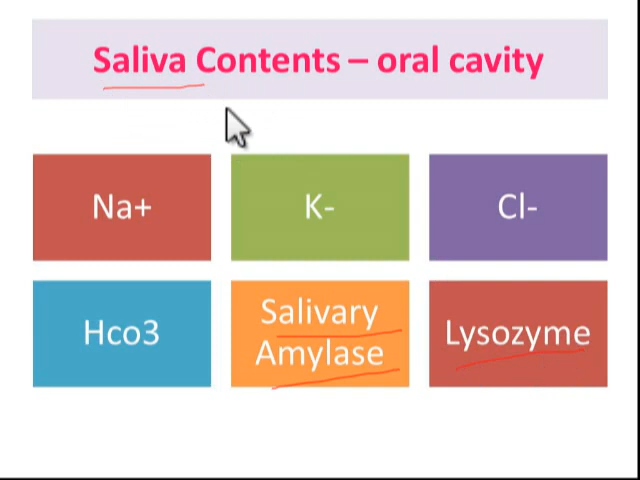 Saliva Contents – oral cavity
Na+
K-
Cl-
Hco3
Salivary
Amylase
Lysozyme